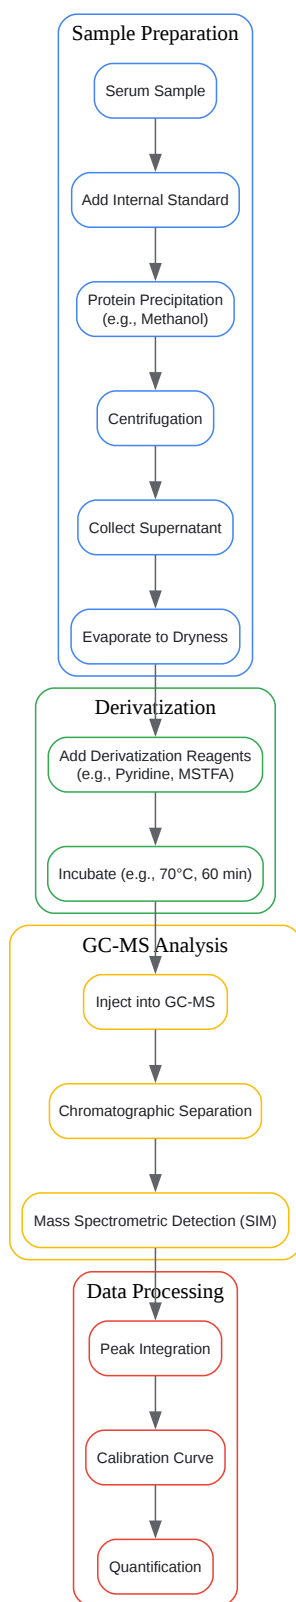 Sample Preparation
Serum Sample
Add Internal Standard
Protein Precipitation
(e.g., Methanol)
Centrifugation
Collect Supernatant
Evaporate to Dryness
Derivatization
Add Derivatization Reagents
(e.g., Pyridine, MSTFA)
Incubate (e.g., 70°C, 60 min)
GC-MS Analysis
Inject into GC-MS
Chromatographic Separation
Mass Spectrometric Detection (SIM)
Data Processing
Peak Integration
Calibration Curve
Quantification